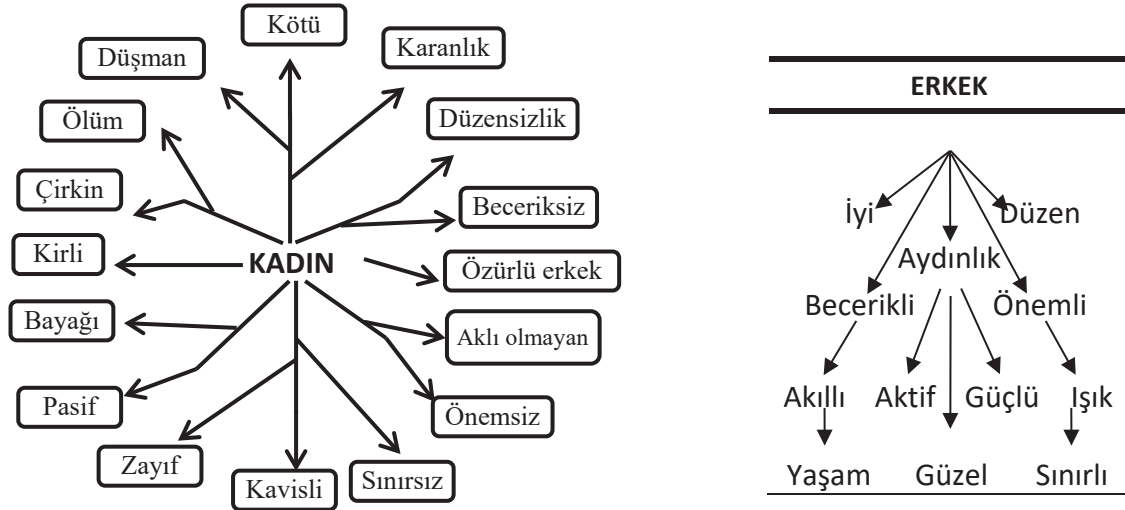 Kötü
Karanlık
Düşman
Düzensizlik
Ölüm
Çirkin
Beceriksiz
Kirli
KADIN
Özürlü erkek
Bayağı
Aklı olmayan
Pasif
Önemsiz
Zayıf
Kavisli
Sınırsız
ERKEK
İyi
Düzen
Aydınlık
Becerikli
Önemli
Akıllı
Aktif
Güçlü
Işık
Yaşam
Güzel
Sınırlı